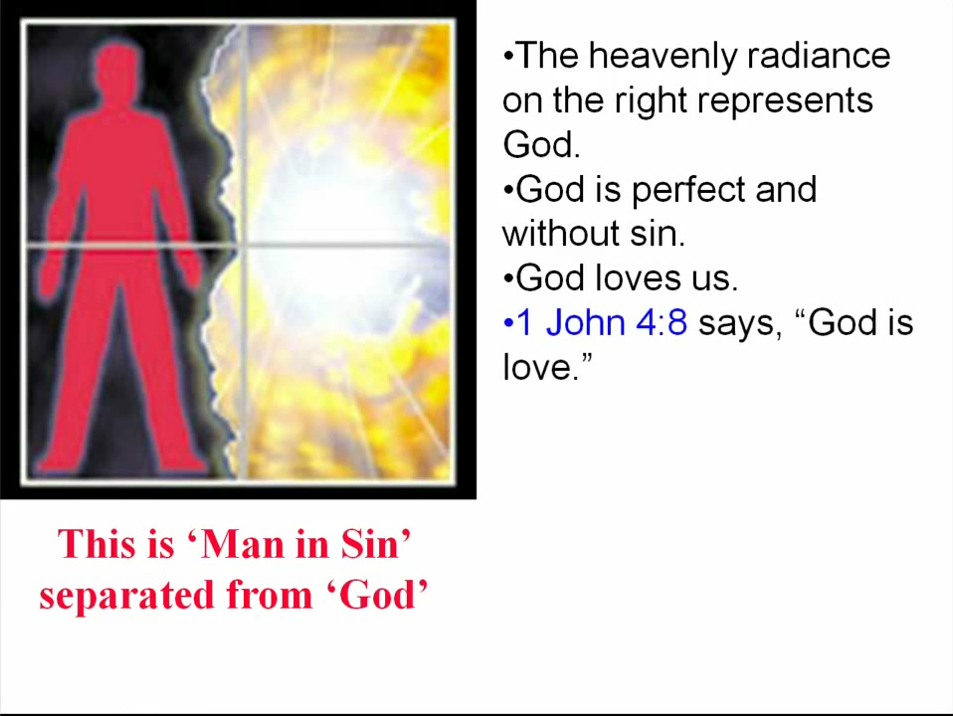 •The heavenly radiance
on the right represents
God.
•God is perfect and
without sin.
•God loves us.
•1 John 4:8 says, “God is
love.”
This is ‘Man in Sin’
separated from ‘God’